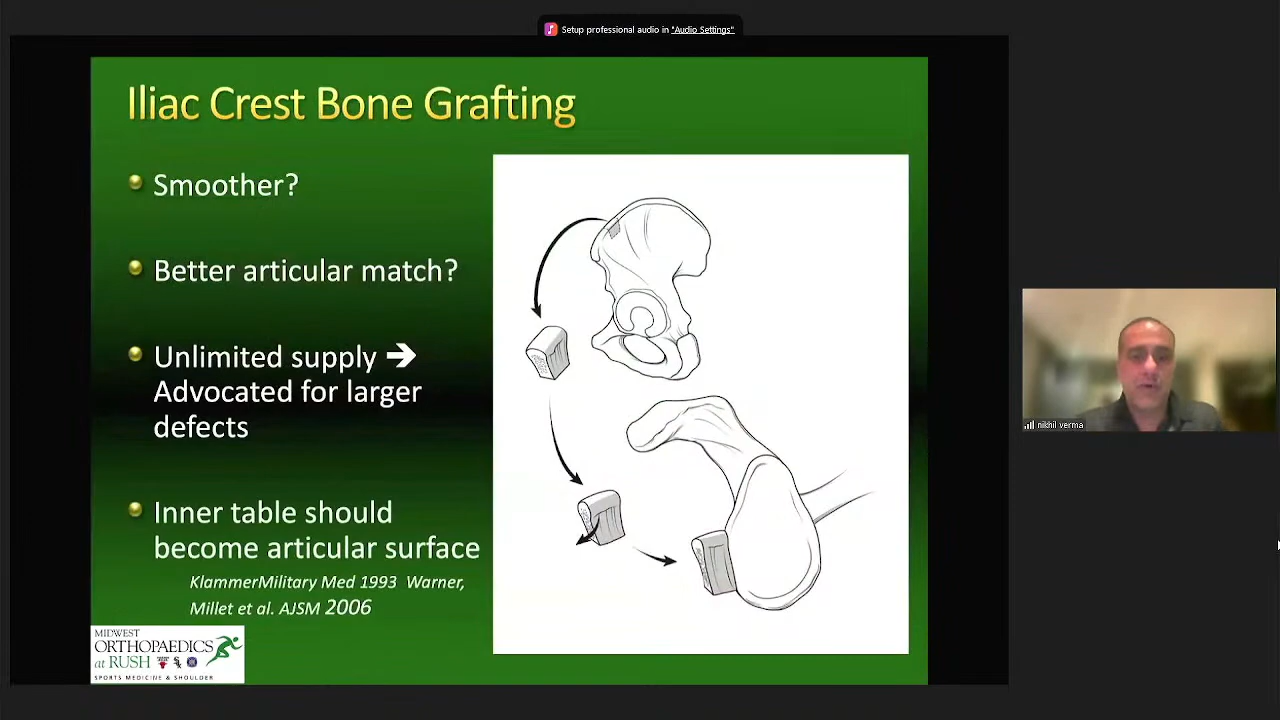 Setup professional audio in "Audio Settings"
Iliac Crest Bone Grafting
Smoother?
Better articular match?
Unlimited supply ➔
Advocated for larger
defects
Inner table should
become articular surface
KlammerMilitary Med 1993 Warner,
Millet et al. AJSM 2006
MIDWEST
ORTHOPAEDICS
at RUSH
SPORTS MEDICINE & SHOULDER
nikhil verma